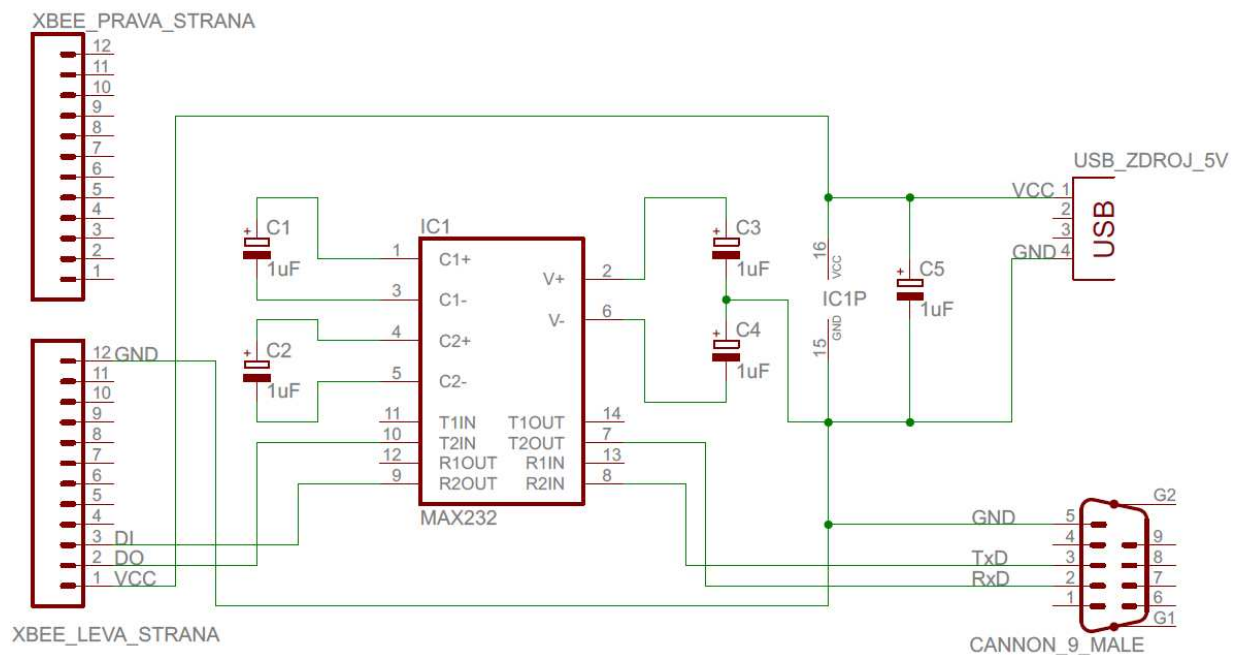 XBEE_PRAVA_STRANA
12
11
10
9
8
7
6
5
4
3
2
1
12 GND
11
10
9
8
7
6
5
4
3 DI
2 DO
1 VCC
XBEE_LEVA_STRANA
+ C1
1uF
+ C2
1uF
IC1
1 C1+
3 C1-
4 C2+
5 C2-
11 T1IN
10 T2IN
12 R1OUT
9 R2OUT
V+ 2
V- 6
T1OUT 14
T2OUT 7
R1IN 13
R2IN 8
MAX232
+ C3
1uF
+ C4
1uF
16
VCC
IC1P
GND
15
+ C5
1uF
USB_ZDROJ_5V
VCC 1
2
3
GND 4
USB
G2
GND 5
4
TxD 3
RxD 2
1
9
8
7
6
G1
CANNON_9_MALE